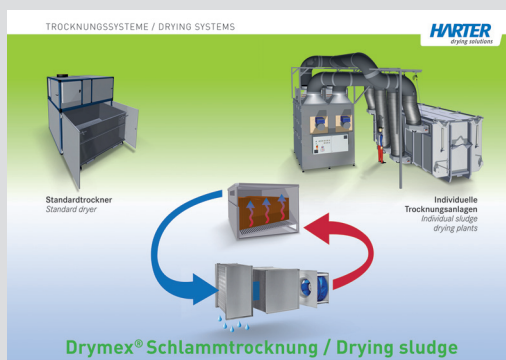 TROCKNUNGSSYSTEME / DRYING SYSTEMS
HARTER
drying solutions
Standardtrockner
Standard dryer
Individuelle
Trocknungsanlagen
Individual sludge
drying plants
Drymex® Schlammtrocknung / Drying sludge